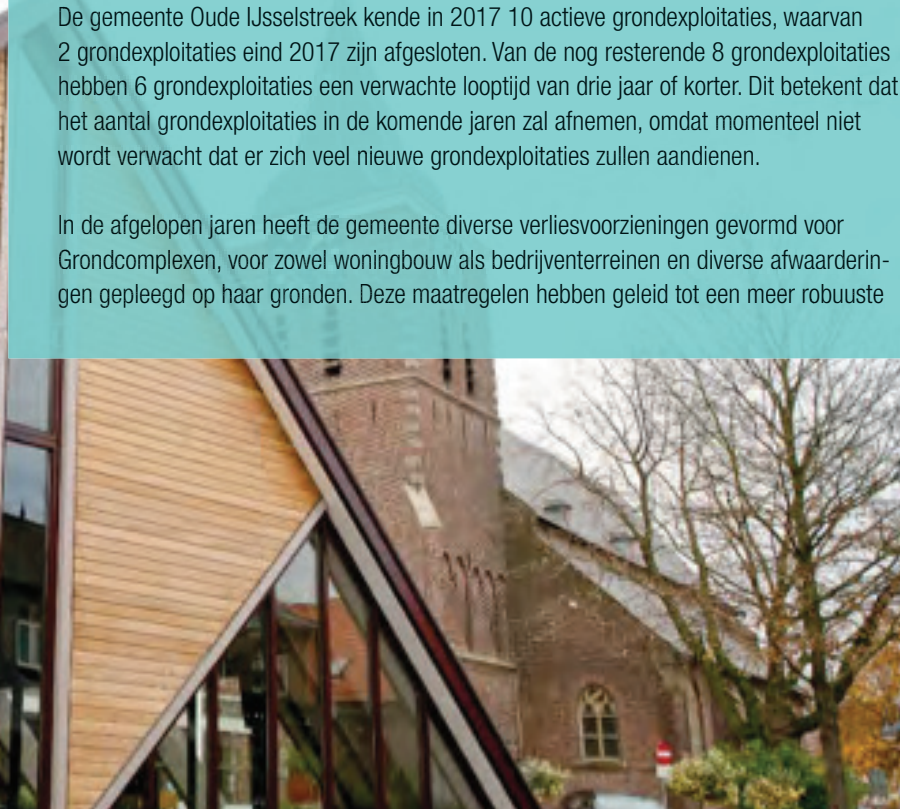 De gemeente Oude IJsselstreek kende in 2017 10 actieve grondexploitaties, waarvan
2 grondexploitaties eind 2017 zijn afgesloten. Van de nog resterende 8 grondexploitaties
hebben 6 grondexploitaties een verwachte looptijd van drie jaar of korter. Dit betekent dat
het aantal grondexploitaties in de komende jaren zal afnemen, omdat momenteel niet
wordt verwacht dat er zich veel nieuwe grondexploitaties zullen aandienen.
In de afgelopen jaren heeft de gemeente diverse verliesvoorzieningen gevormd voor
Grondcomplexen, voor zowel woningbouw als bedrijventerreinen en diverse afwaarderin-
gen gepleegd op haar gronden. Deze maatregelen hebben geleid tot een meer robuuste